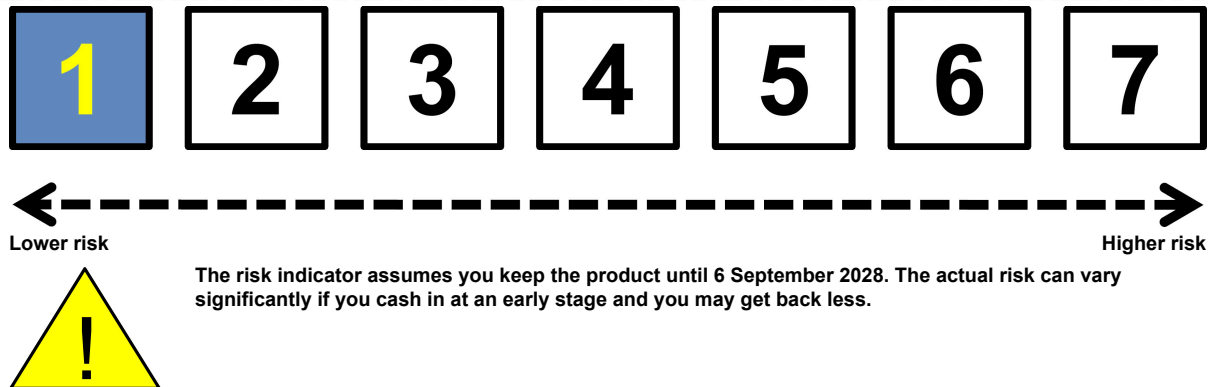 1 2 3 4 5 6 7
Lower risk Higher risk
The risk indicator assumes you keep the product until 6 September 2028. The actual risk can vary
significantly if you cash in at an early stage and you may get back less.
!